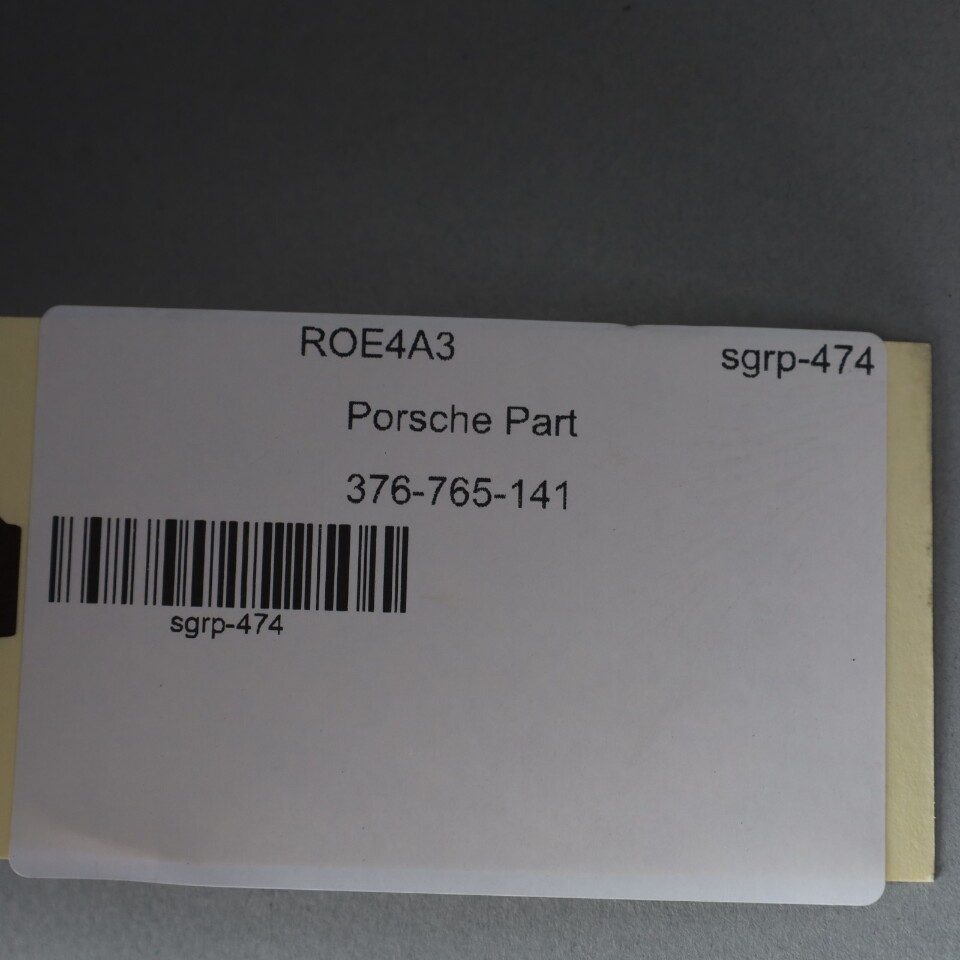 ROE4A3
sgrp-474
Porsche Part
376-765-141
sgrp-474